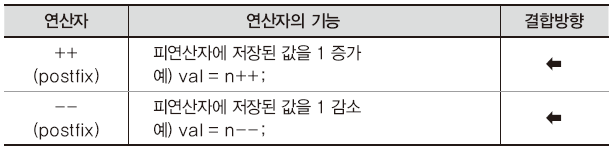 연산자 연산자의 기능 결합방향
++
(postfix)
피연산자에 저장된 값을 1 증가
예) val = n++;
←
--
(postfix)
피연산자에 저장된 값을 1 감소
예) val = n--;
←